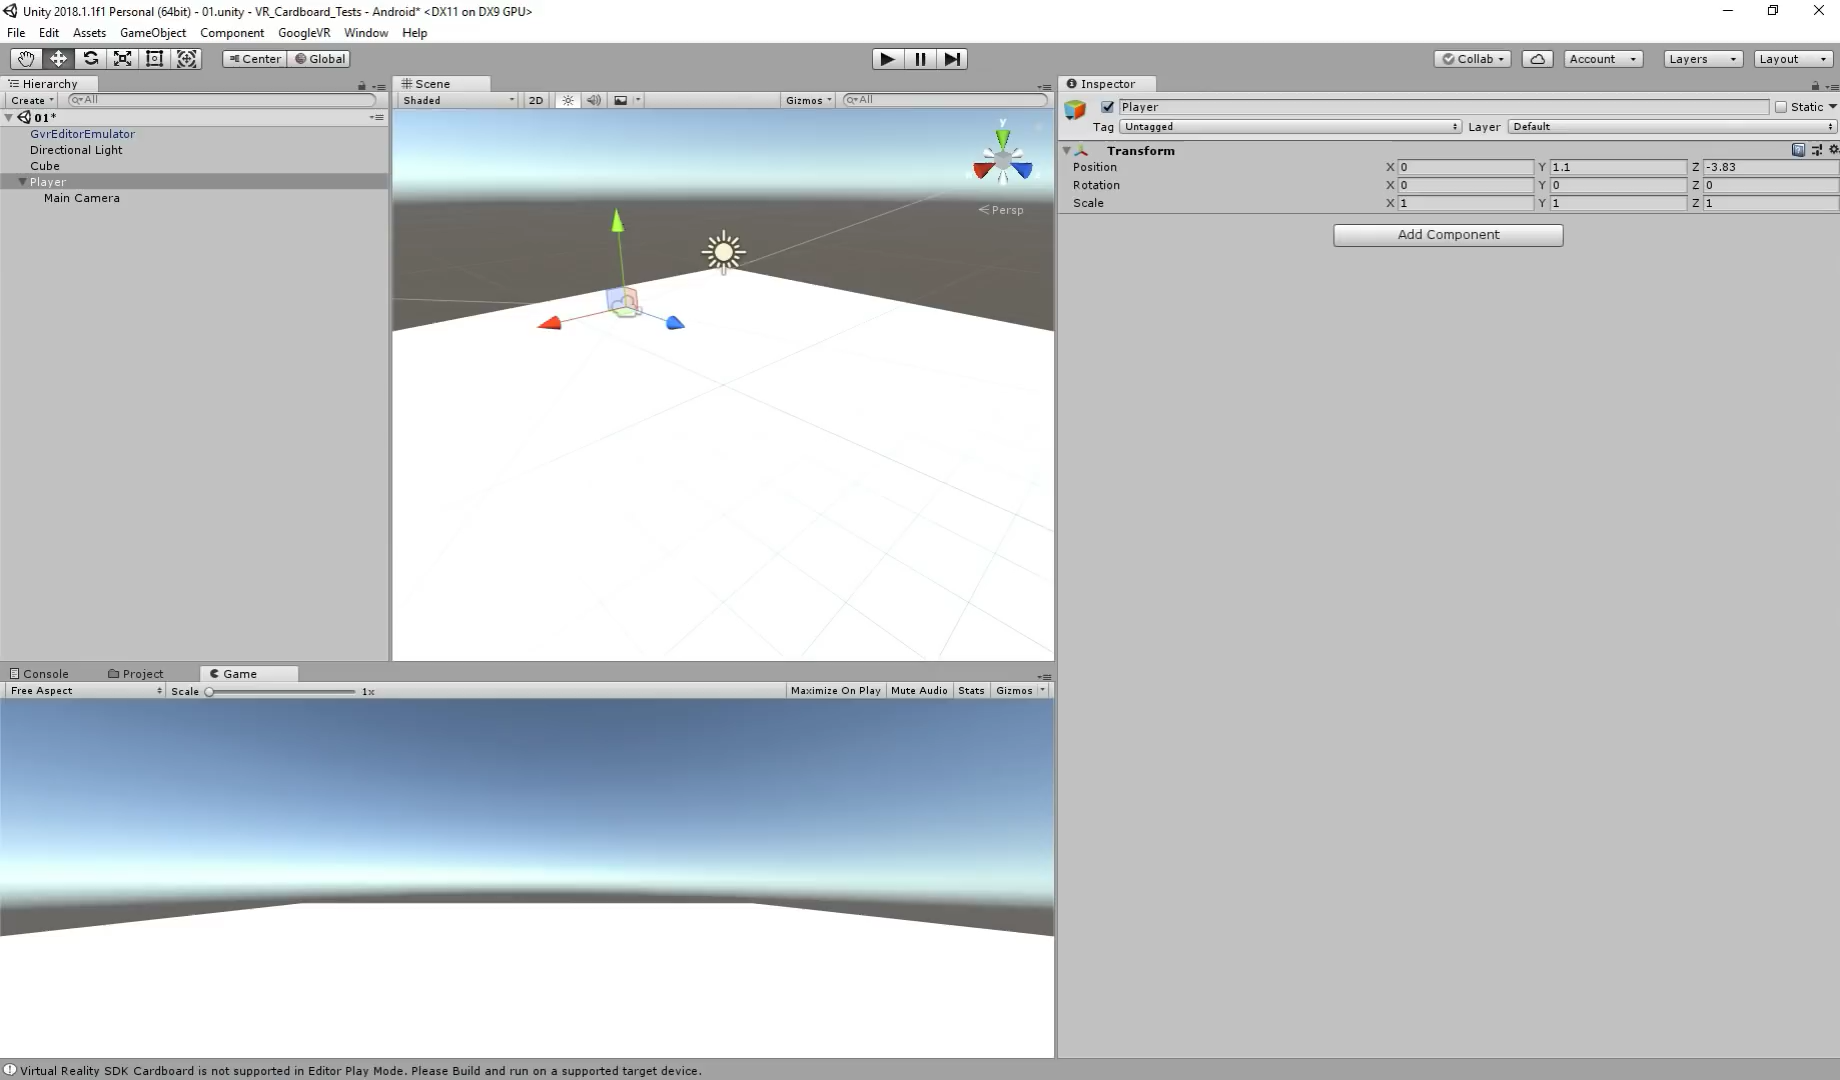 Unity 2018.1.1f1 Personal (64bit) - 01.unity - VR_Cardboard_Tests - Android* <DX11 on DX9 GPU>
File Edit Assets GameObject Component GoogleVR Window Help
Center Global Collab Account Layers Layout
Hierarchy
Create All
01*
GvrEditorEmulator
Directional Light
Cube
Player
Main Camera
Scene
Shaded 2D Gizmos All
y
Persp
Inspector
Player Static
Tag Untagged Layer Default
Transform
Position X 0 Y 1.1 Z -3.83
Rotation X 0 Y 0 Z 0
Scale X 1 Y 1 Z 1
Add Component
Console Project Game
Free Aspect Scale 1x Maximize On Play Mute Audio Stats Gizmos
Virtual Reality SDK Cardboard is not supported in Editor Play Mode. Please Build and run on a supported target device.